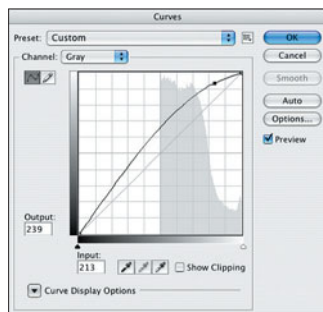 Curves
Preset: Custom
OK
Channel: Gray
Cancel
Smooth
Auto
Options...
Preview
Output:
239
Input:
213
Show Clipping
Curve Display Options